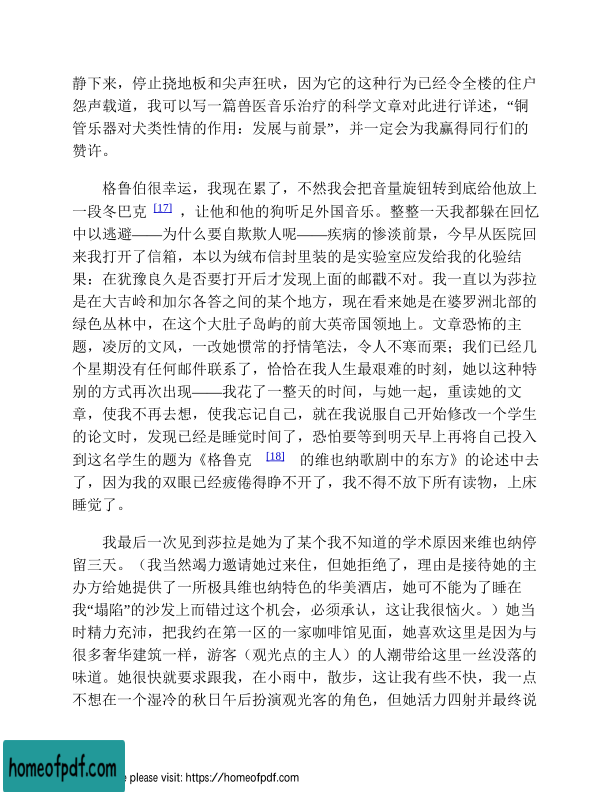 静下来，停止挠地板和尖声狂吠，因为它的这种行为已经令全楼的住户
怨声载道，我可以写一篇兽医音乐治疗的科学文章对此进行详述，“铜
管乐器对犬类性情的作用：发展与前景”，并一定会为我赢得同行们的
赞许。
格鲁伯很幸运，我现在累了，不然我会把音量旋钮转到底给他放上
一段冬巴克 [17] ，让他和他的狗听足外国音乐。整整一天我都躲在回忆
中以逃避——为什么要自欺欺人呢——疾病的惨淡前景，今早从医院回
来我打开了信箱，本以为绒布信封里装的是实验室应发给我的化验结
果：在犹豫良久是否要打开后才发现上面的邮戳不对。我一直以为莎拉
是在大吉岭和加尔各答之间的某个地方，现在看来她是在婆罗洲北部的
绿色丛林中，在这个大肚子岛屿的前大英帝国领地上。文章恐怖的主
题，凌厉的文风，一改她惯常的抒情笔法，令人不寒而栗；我们已经几
个星期没有任何邮件联系了，恰恰在我人生最艰难的时刻，她以这种特
别的方式再次出现——我花了一整天的时间，与她一起，重读她的文
章，使我不再去想，使我忘记自己，就在我说服自己开始修改一个学生
的论文时，发现已经是睡觉时间了，恐怕要等到明天早上再将自己投入
到这名学生的题为《格鲁克 [18] 的维也纳歌剧中的东方》的论述中去
了，因为我的双眼已经疲倦得睁不开了，我不得不放下所有读物，上床
睡觉了。
我最后一次见到莎拉是她为了某个我不知道的学术原因来维也纳停
留三天。（我当然竭力邀请她过来住，但她拒绝了，理由是接待她的主
办方给她提供了一所极具维也纳特色的华美酒店，她可不可能为了睡在
我“塌陷”的沙发上而错过这个机会，必须承认，这让我很恼火。）她当
时精力充沛，把我约在第一区的一家咖啡馆见面，她喜欢这里是因为与
很多奢华建筑一样，游客（观光点的主人）的人潮带给这里一丝没落的
味道。她很快就要求跟我，在小雨中，散步，这让我有些不快，我一点
不想在一个湿冷的秋日午后扮演观光客的角色，但她活力四射并最终说
homeofpdf.com
e please visit: https://homeofpdf.com